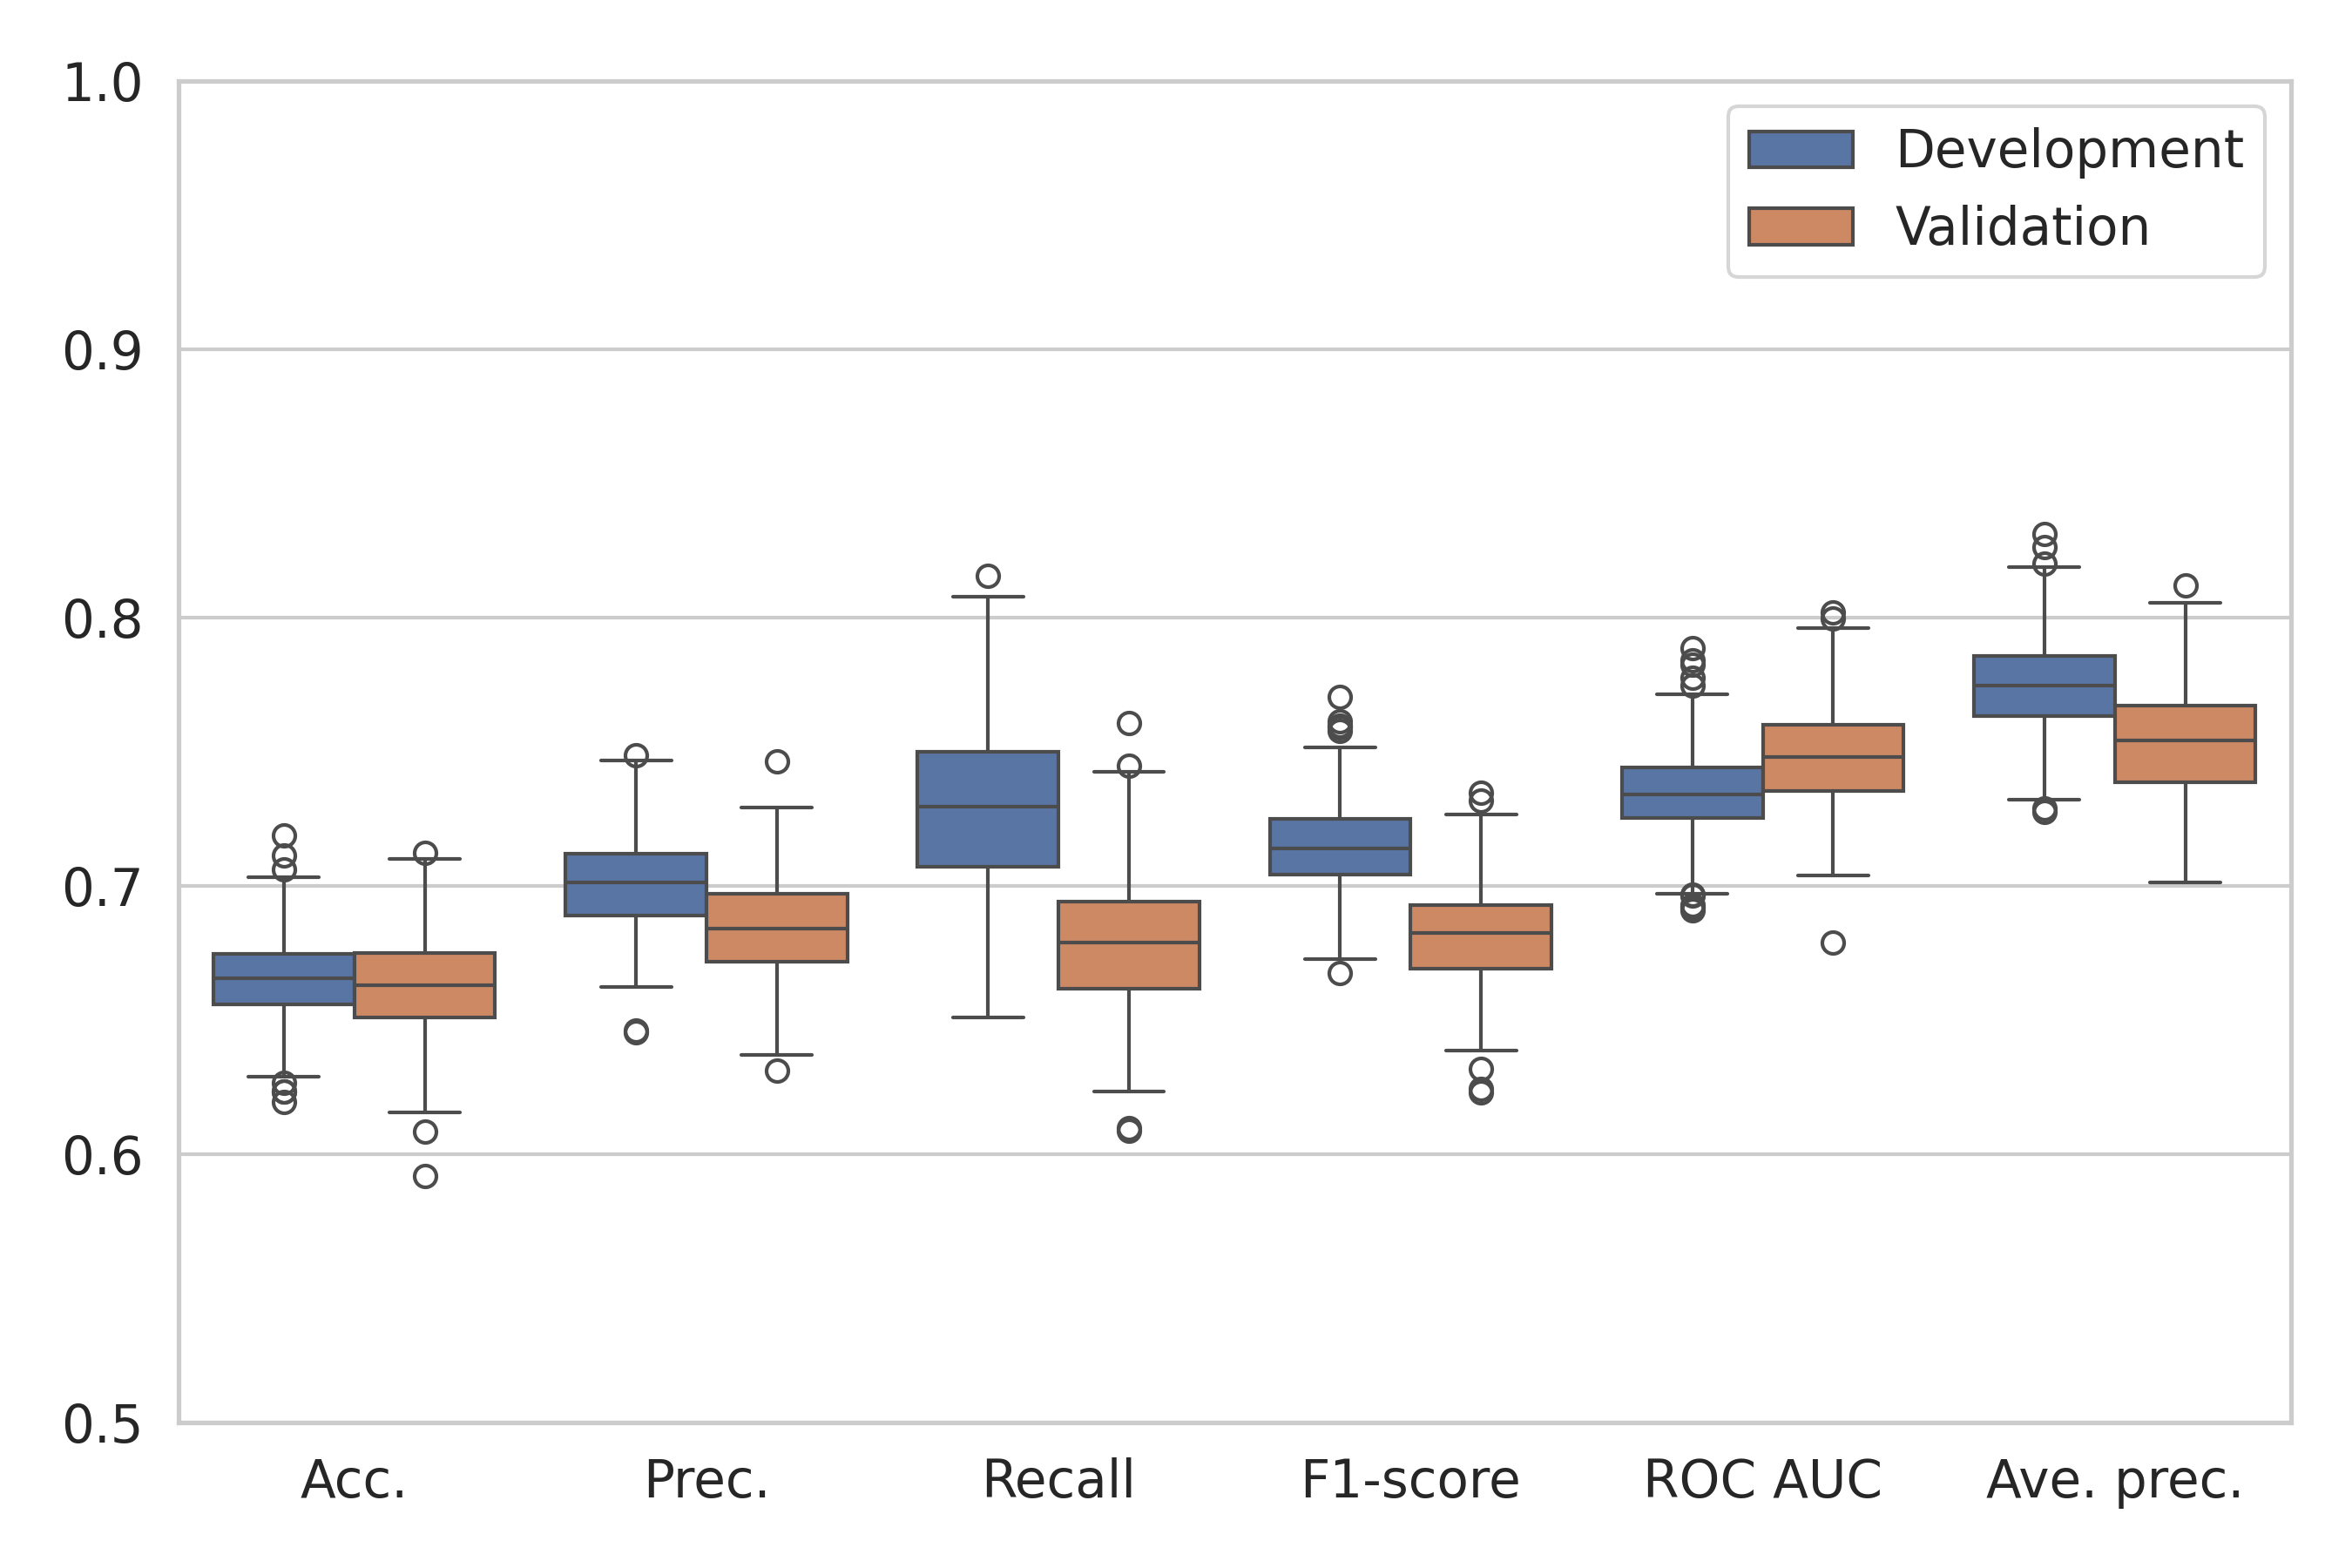 1.0
0.9
0.8
0.7
0.6
0.5
Development
Validation
Acc. Prec. Recall F1-score ROC AUC Ave. prec.